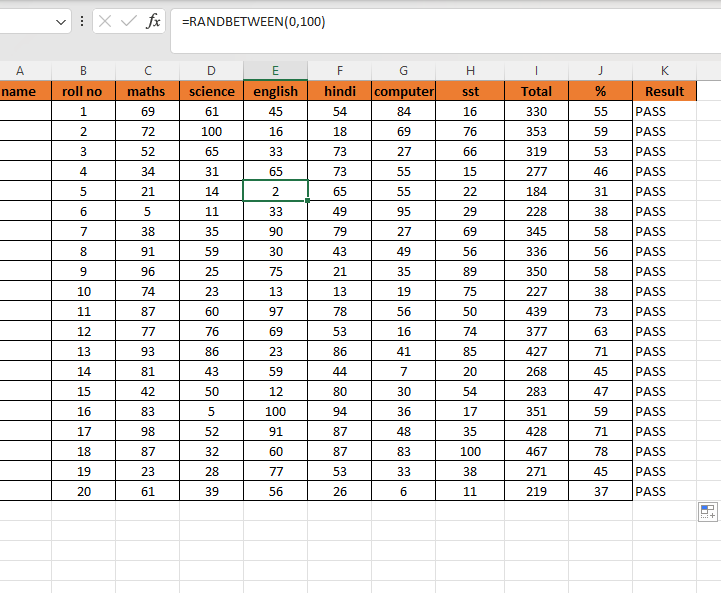 fx =RANDBETWEEN(0,100)
A B C D E F G H I J K
name roll no maths science english hindi computer sst Total % Result
1 69 61 45 54 84 16 330 55 PASS
2 72 100 16 18 69 76 353 59 PASS
3 52 65 33 73 27 66 319 53 PASS
4 34 31 65 73 55 15 277 46 PASS
5 21 14 2 65 55 22 184 31 PASS
6 5 11 33 49 95 29 228 38 PASS
7 38 35 90 79 27 69 345 58 PASS
8 91 59 30 43 49 56 336 56 PASS
9 96 25 75 21 35 89 350 58 PASS
10 74 23 13 13 19 75 227 38 PASS
11 87 60 97 78 56 50 439 73 PASS
12 77 76 69 53 16 74 377 63 PASS
13 93 86 23 86 41 85 427 71 PASS
14 81 43 59 44 7 20 268 45 PASS
15 42 50 12 80 30 54 283 47 PASS
16 83 5 100 94 36 17 351 59 PASS
17 98 52 91 87 48 35 428 71 PASS
18 87 32 60 87 83 100 467 78 PASS
19 23 28 77 53 33 38 271 45 PASS
20 61 39 56 26 6 11 219 37 PASS